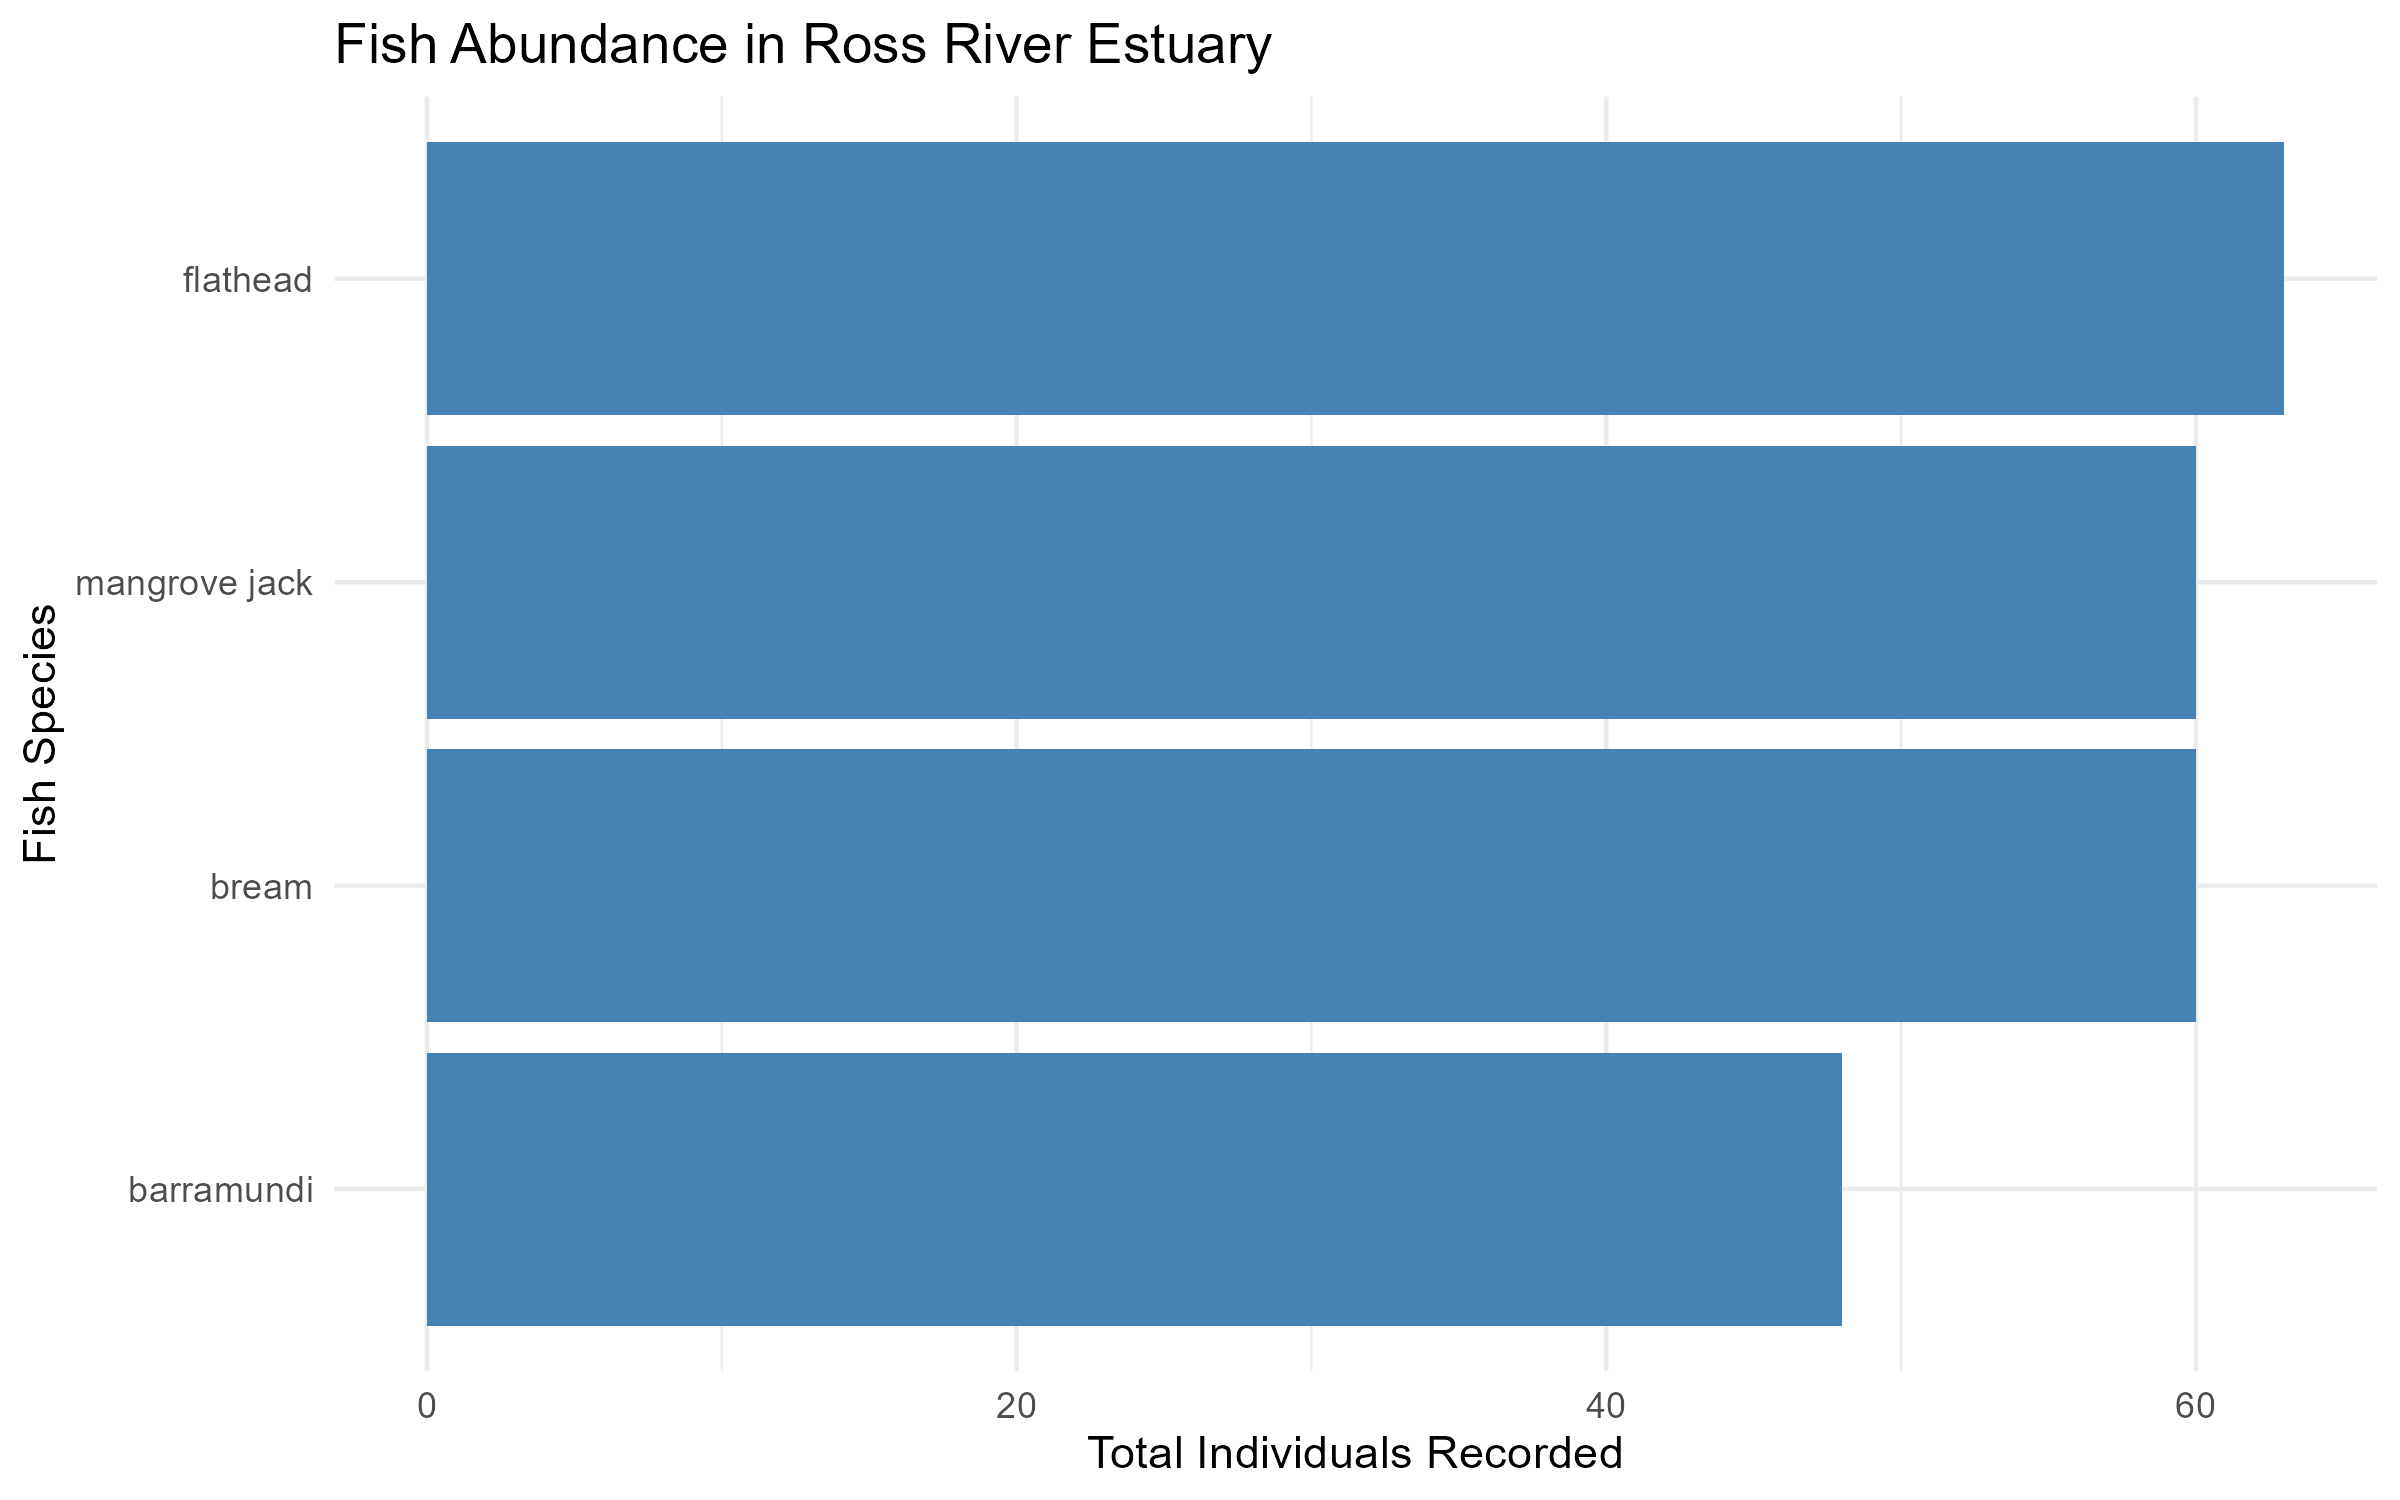 Fish Abundance in Ross River Estuary
flathead
mangrove jack
bream
barramundi
Fish Species
0 20 40 60
Total Individuals Recorded